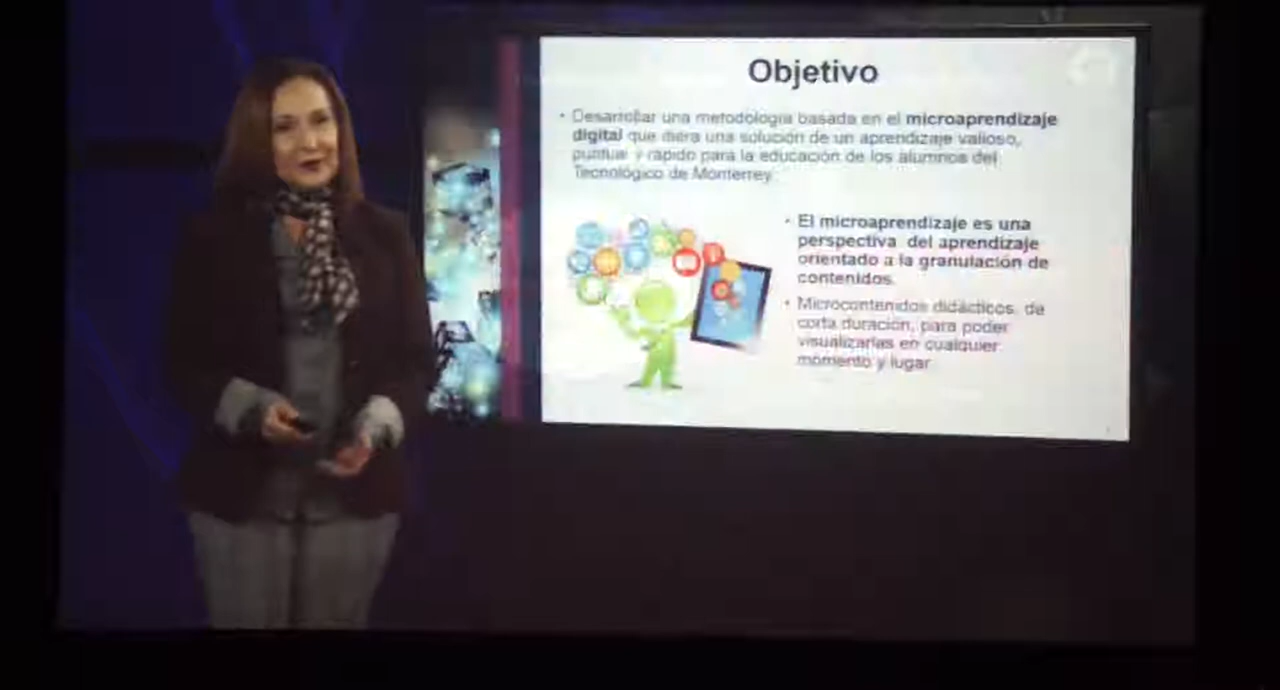 Objetivo
• Desarrollar una metodología basada en el microaprendizaje
digital que diera una solución de un aprendizaje valioso,
puntual y rápido para la educación de los alumnos del
Tecnológico de Monterrey.
• El microaprendizaje es una
perspectiva del aprendizaje
orientado a la granulación de
contenidos.
• Microcontenidos didácticos, de
corta duración, para poder
visualizarlas en cualquier
momento y lugar